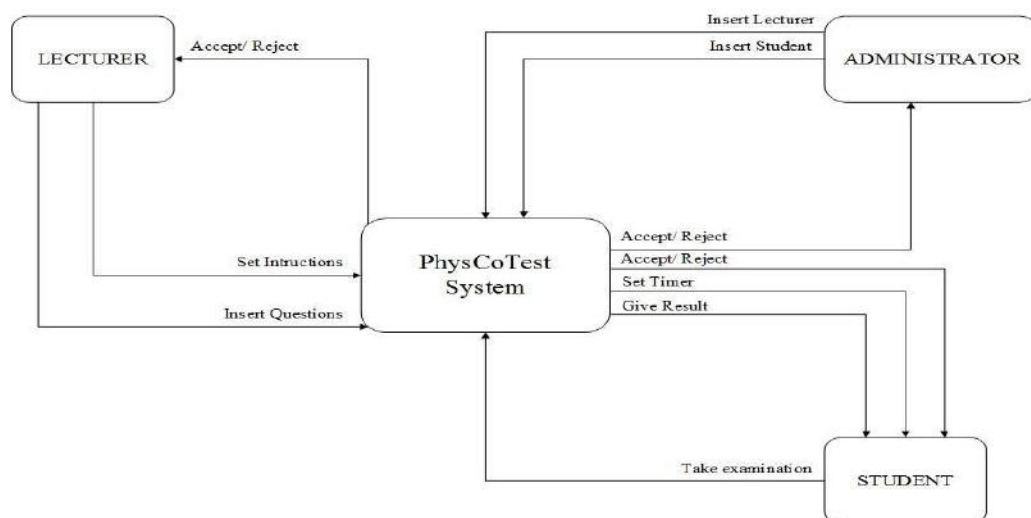 Insert Lecturer
LECTURER
Accept/ Reject
Insert Student
ADMINISTRATOR
PhysCoTest
System
Accept/ Reject
Accept/ Reject
Set Intructions
Set Timer
Give Result
Insert Questions
Take examination
STUDENT